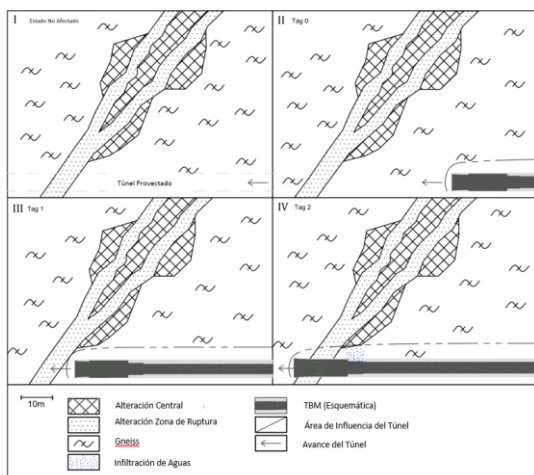 I Estado No Afectado
II Tag 0
Túnel Proyectado
III Tag 1
IV Tag 2
10m
Alteración Central
Alteración Zona de Ruptura
Gneiss
Infiltración de Aguas
TBM (Esquemática)
Área de Influencia del Túnel
Avance del Túnel